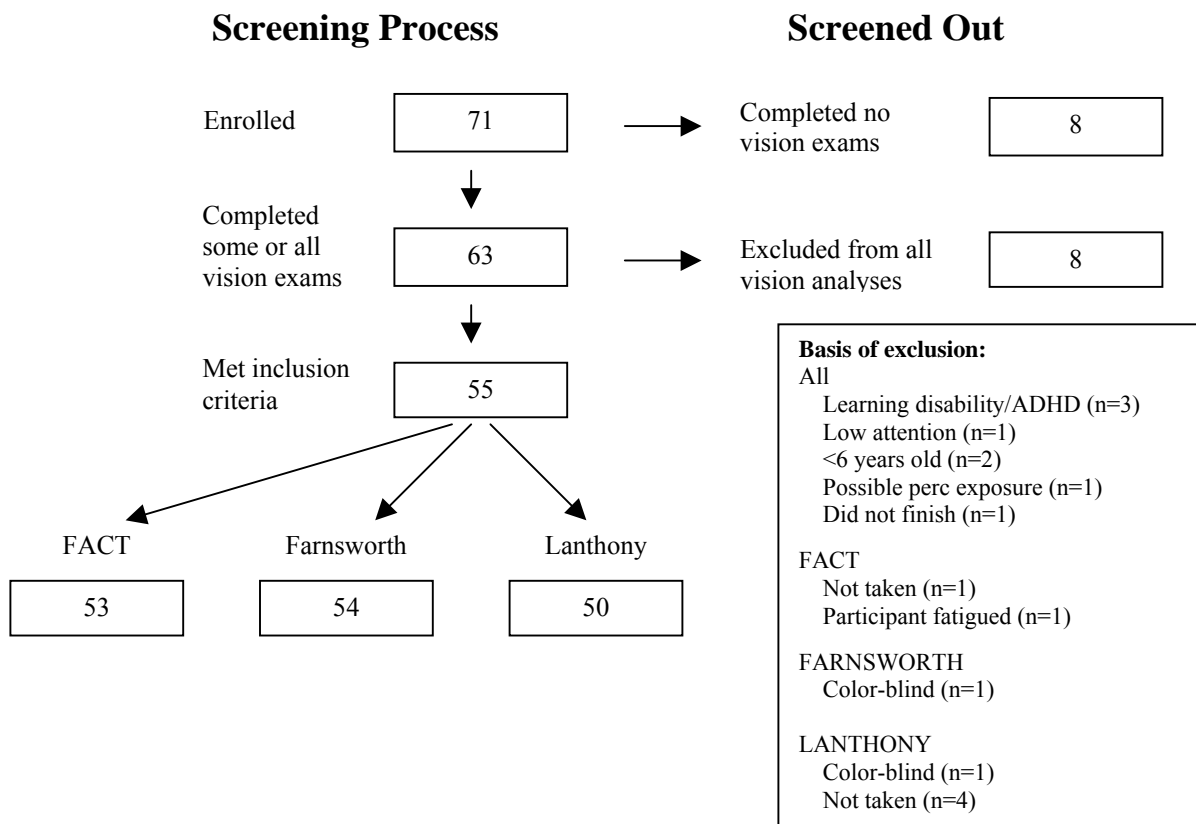 Screening Process
Screened Out
Enrolled
71
Completed no
vision exams
8
Completed
some or all
vision exams
63
Excluded from all
vision analyses
8
Met inclusion
criteria
55
FACT
Farnsworth
Lanthony
53
54
50
Basis of exclusion:
All
Learning disability/ADHD (n=3)
Low attention (n=1)
<6 years old (n=2)
Possible perc exposure (n=1)
Did not finish (n=1)
FACT
Not taken (n=1)
Participant fatigued (n=1)
FARNSWORTH
Color-blind (n=1)
LANTHONY
Color-blind (n=1)
Not taken (n=4)